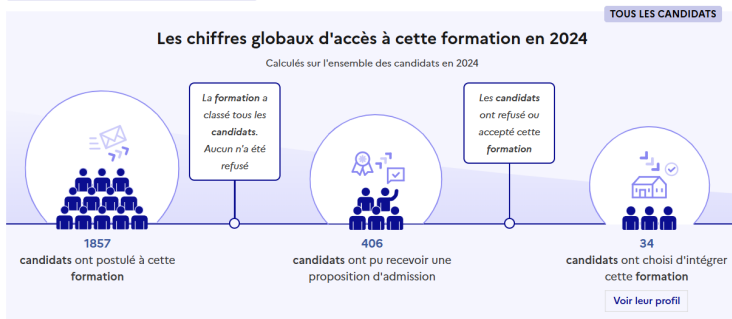 TOUS LES CANDIDATS
Les chiffres globaux d'accès à cette formation en 2024
Calculés sur l'ensemble des candidats en 2024
La formation a
classé tous les
candidats.
Aucun n'a été
refusé
Les candidats
ont refusé ou
accepté cette
formation
1857
candidats ont postulé à cette
formation
406
candidats ont pu recevoir une
proposition d'admission
34
candidats ont choisi d'intégrer
cette formation
Voir leur profil